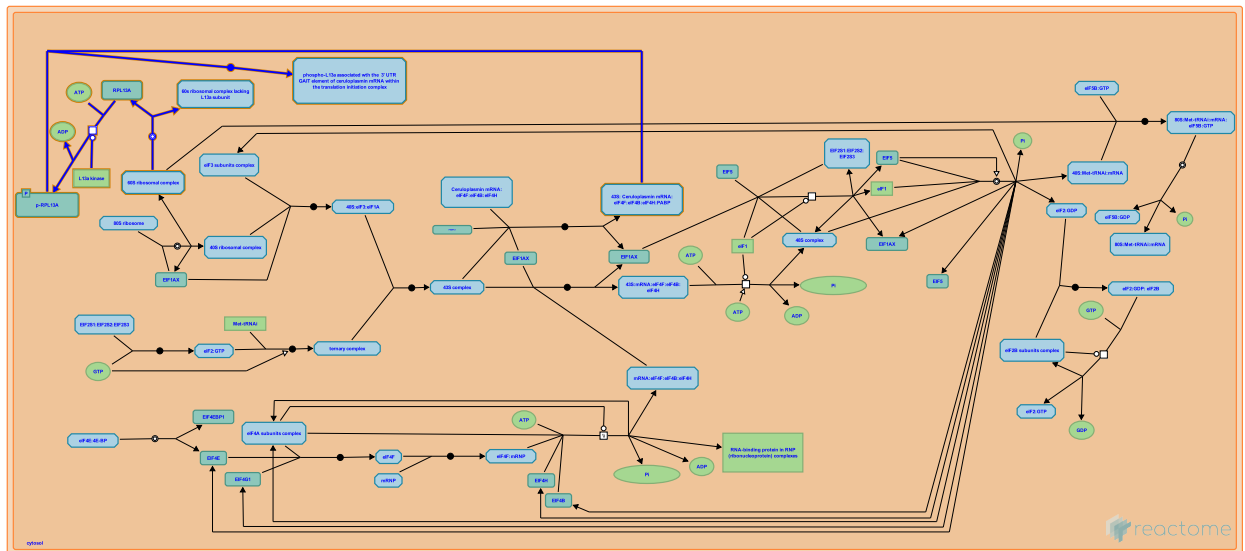 phospho-L13a associated wth the 3' UTR
GAIT element of ceruloplasmin mRNA within
the translation initiation complex
ATP
RPL13A
60s ribosomal complex lacking
L13a subunit
ADP
L13a kinase
60S ribosomal complex
P
p-RPL13A
eIF3 subunits complex
80S ribosome
40S ribosomal complex
EIF1AX
40S:eIF3:eIF1A
Ceruloplasmin mRNA:
eIF4F:eIF4B:eIF4H
43S: Ceruloplasmin mRNA:
eIF4F:eIF4B:eIF4H:PABP
EIF1AX
EIF1AX
43S complex
43S:mRNA:eIF4F:eIF4B:
eIF4H
EIF2S1:EIF2S2:EIF2S3
eIF2:GTP
Met-tRNAi
GTP
ternary complex
mRNA:eIF4F:eIF4B:eIF4H
eIF5B:GTP
80S:Met-tRNAi:mRNA:
eIF5B:GTP
Pi
EIF2S1:EIF2S2:
EIF2S3
EIF5
EIF5
eIF1
48S complex
EIF1AX
eIF1
ATP
ATP
ADP
Pi
EIF5
40S:Met-tRNAi:mRNA
eIF2:GDP
eIF5B:GDP
Pi
80S:Met-tRNAi:mRNA
eIF2:GDP: eIF2B
GTP
eIF2B subunits complex
eIF2:GTP
GDP
EIF4EBP1
eIF4E:4E-BP
EIF4E
eIF4A subunits complex
EIF4G1
eIF4F
mRNP
eIF4F:mRNP
ATP
EIF4H
EIF4B
Pi
ADP
RNA-binding protein in RNP
(ribonucleoprotein) complexes
cytosol
reactome